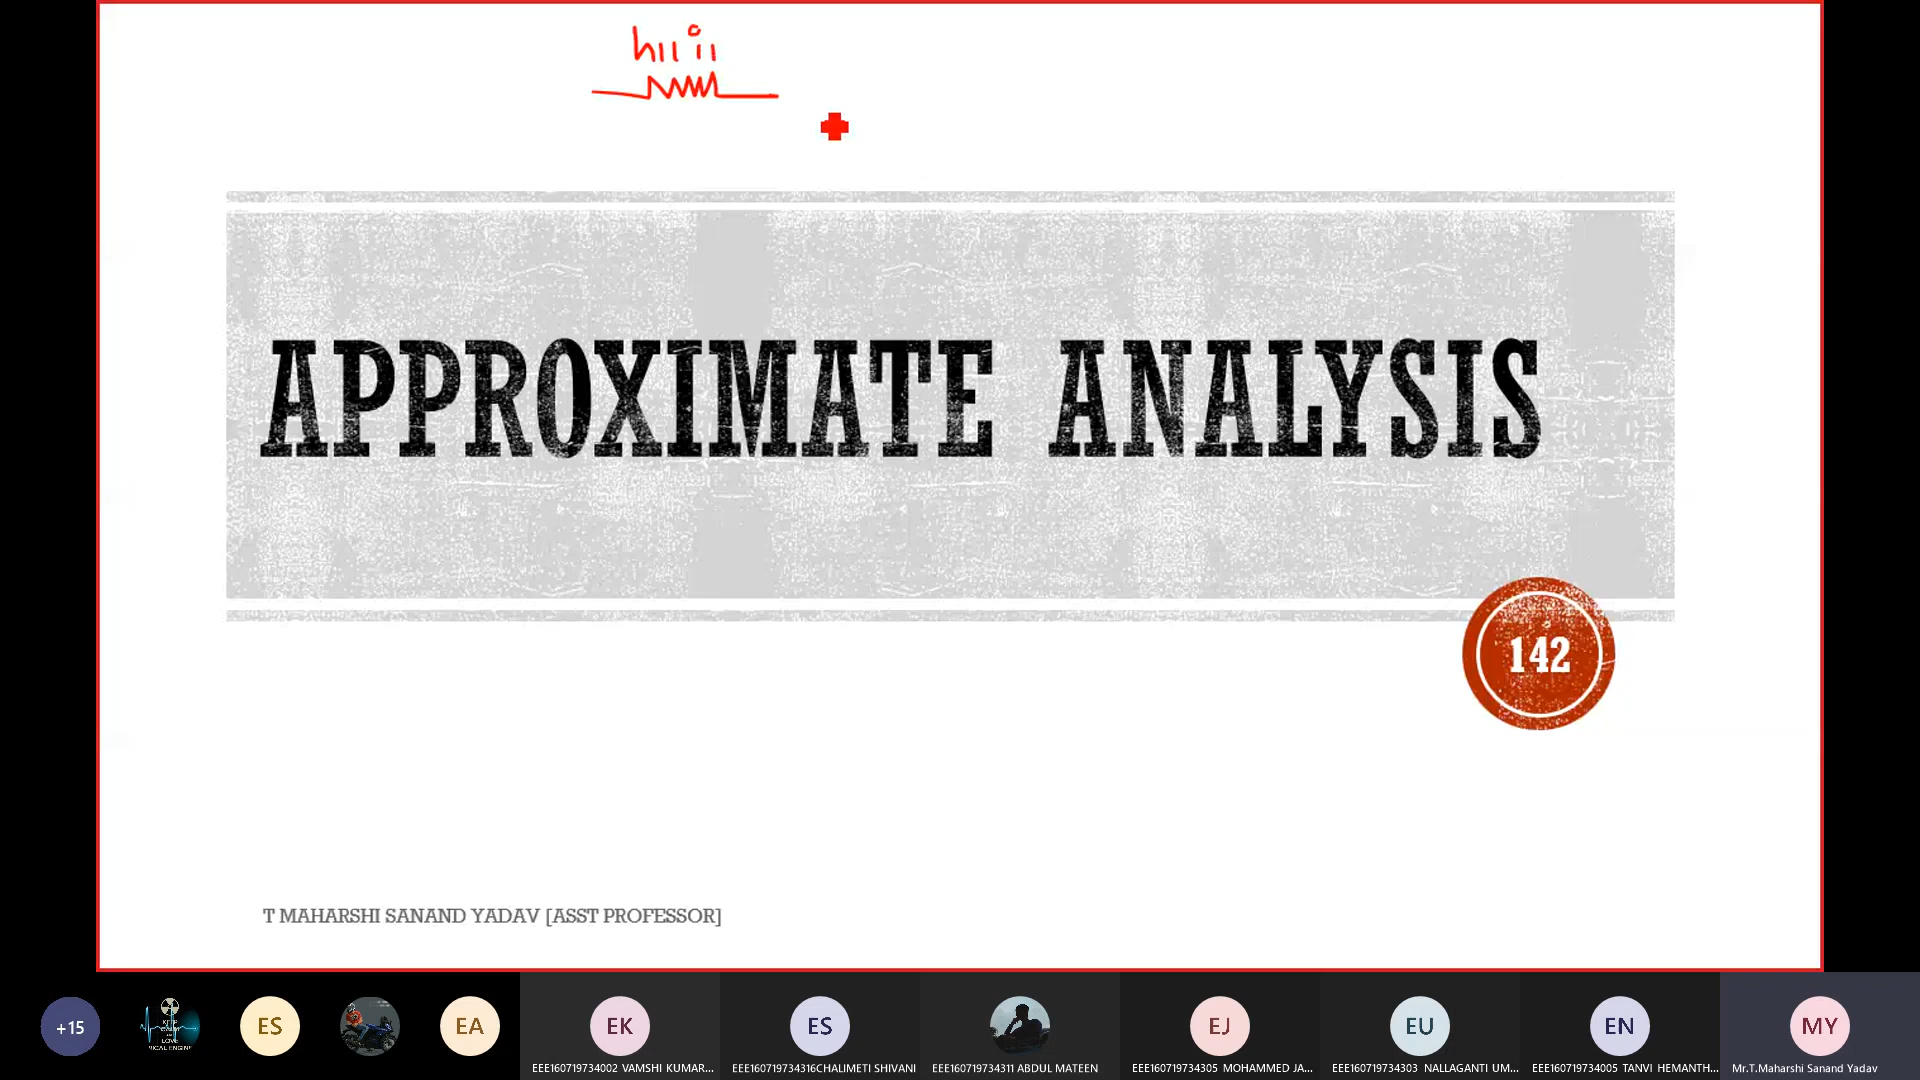 hii ii
APPROXIMATE ANALYSIS
142
T MAHARSHI SANAND YADAV [ASST PROFESSOR]
+15
ES
EA
EK
ES
EJ
EU
EN
MY
EEE160719734002 VAMSHI KUMAR...
EEE160719734316CHALIMETI SHIVANI
EEE160719734311 ABDUL MATEEN
EEE160719734305 MOHAMMED JA...
EEE160719734303 NALLAGANTI UM...
EEE160719734005 TANVI HEMANTH...
Mr.T.Maharshi Sanand Yadav